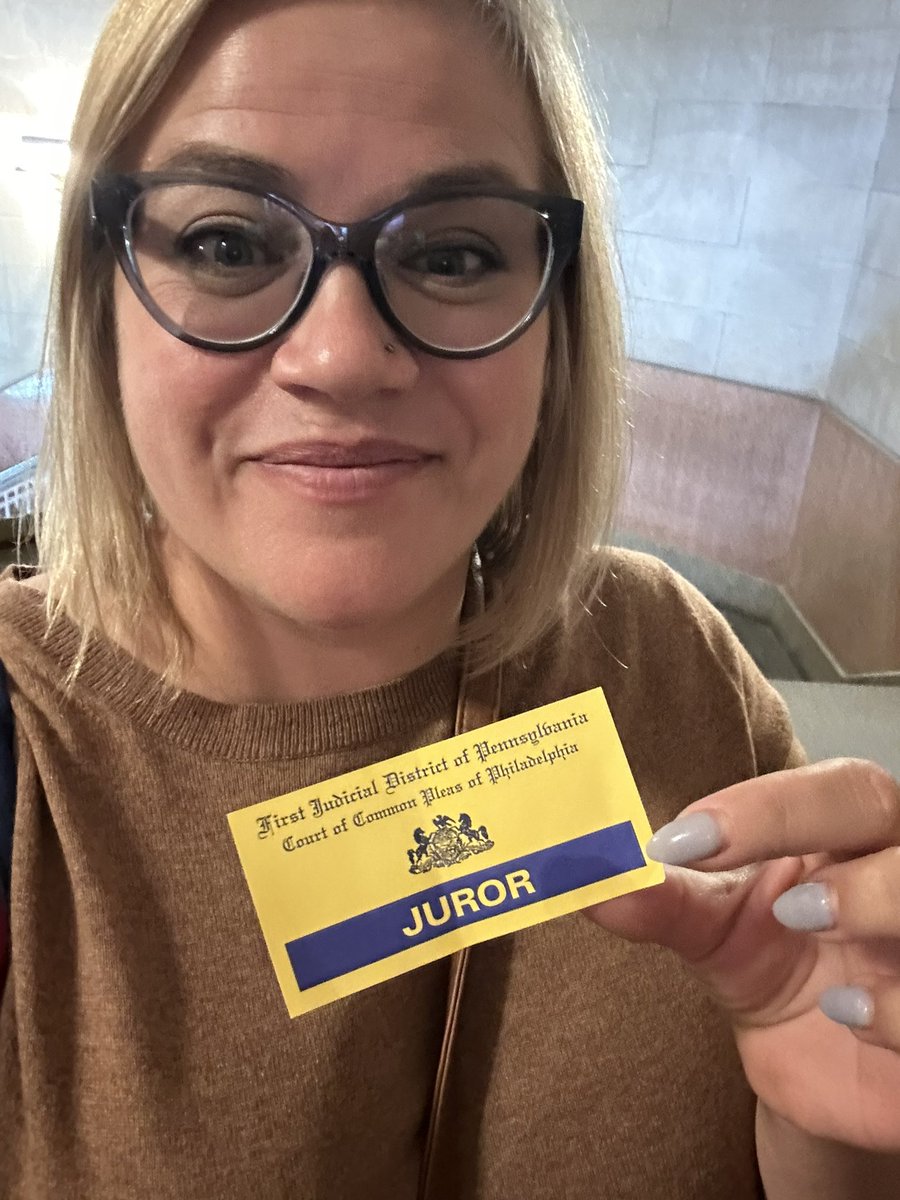 First Judicial District of Pennsylvania
Court of Common Pleas of Philadelphia
JUROR